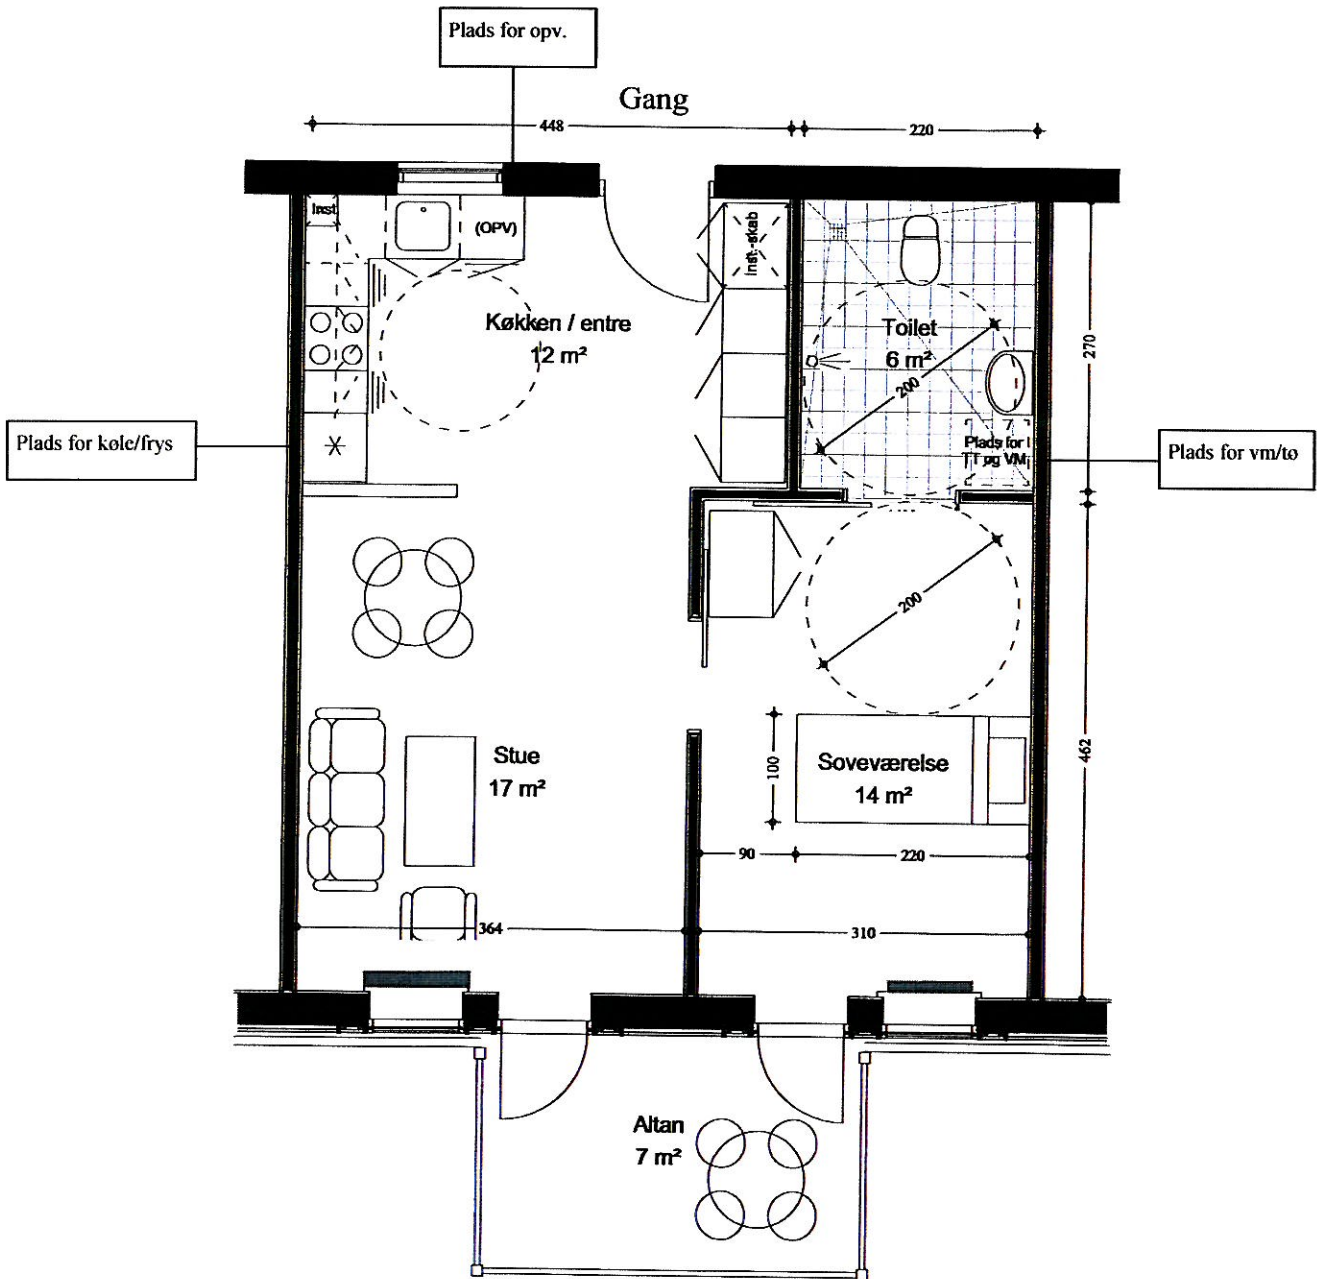 Plads for opv.
Gang
448
220
Inst
(OPV)
Inst.-skab
Køkken / entre
12 m²
Toilet
6 m²
200
270
Plads for køle/frys
Plads for
TT og VM
Plads for vm/tø
200
Stue
17 m²
100
Soveværelse
14 m²
462
90
220
364
310
Altan
7 m²